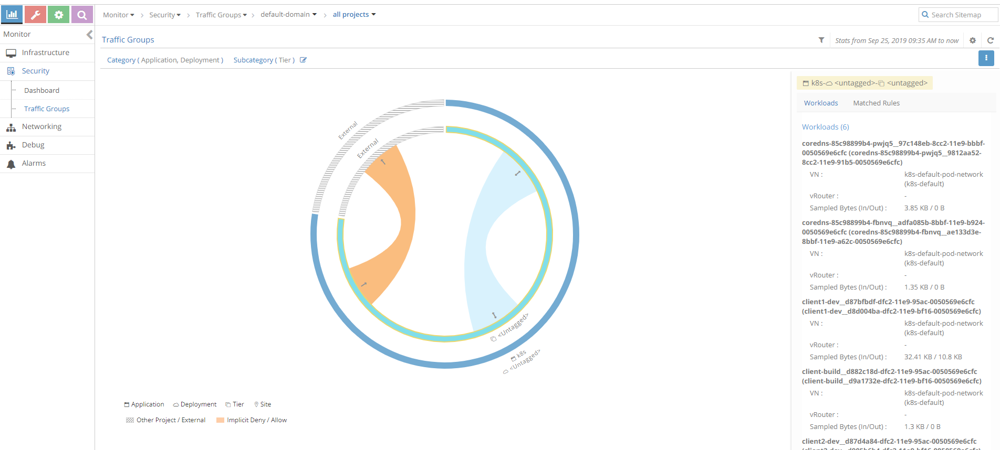 Monitor > Security > Traffic Groups > default-domain > all projects
Search Sitemap
Monitor
Infrastructure
Security
Dashboard
Traffic Groups
Networking
Debug
Alarms
Traffic Groups
Stats from Sep 25, 2019 09:35 AM to now
Category ( Application, Deployment ) Subcategory ( Tier )
External
External
<Untagged>
k8s
<Untagged>
Application Deployment Tier Site
Other Project / External Implicit Deny / Allow
k8s- <untagged>- <untagged>
Workloads Matched Rules
Workloads (6)
coredns-85c98899b4-pwjq5__97c148eb-8cc2-11e9-bbbf-
0050569e6cfc (coredns-85c98899b4-pwjq5__9812aa52-
8cc2-11e9-91b5-0050569e6cfc)
VN : k8s-default-pod-network
(k8s-default)
vRouter : -
Sampled Bytes (In/Out) : 3.85 KB / 0 B
coredns-85c98899b4-fbnvq__adfa085b-8bbf-11e9-b924-
0050569e6cfc (coredns-85c98899b4-fbnvq__ae133d3e-
8bbf-11e9-a62c-0050569e6cfc)
VN : k8s-default-pod-network
(k8s-default)
vRouter : -
Sampled Bytes (In/Out) : 1.35 KB / 0 B
client1-dev__d87bfbdf-dfc2-11e9-95ac-0050569e6cfc
(client1-dev__d8d004ba-dfc2-11e9-bf16-0050569e6cfc)
VN : k8s-default-pod-network
(k8s-default)
vRouter : -
Sampled Bytes (In/Out) : 32.41 KB / 10.8 KB
client-build__d882c18d-dfc2-11e9-95ac-0050569e6cfc
(client-build__d9a1732e-dfc2-11e9-bf16-0050569e6cfc)
VN : k8s-default-pod-network
(k8s-default)
vRouter : -
Sampled Bytes (In/Out) : 1.3 KB / 0 B
client2-dev__d87d4a84-dfc2-11e9-95ac-0050569e6cfc